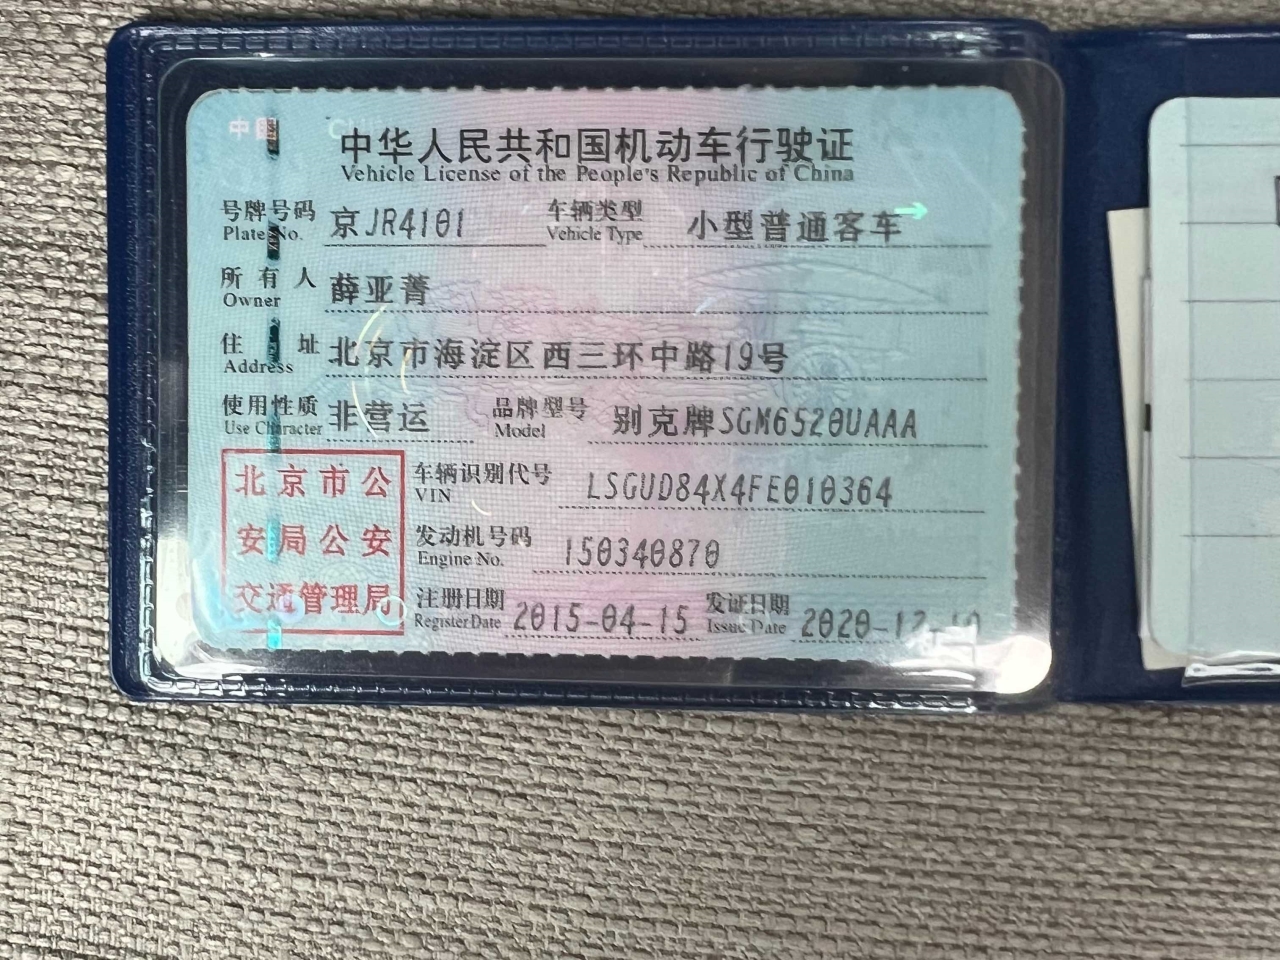 中国 CHI
中华人民共和国机动车行驶证
Vehicle License of the People's Republic of China
号牌号码 京JR4101 车辆类型 小型普通客车
Plate No. Vehicle Type
所有人 薛亚菁
Owner
住址 北京市海淀区西三环中路19号
Address
使用性质 非营运 品牌型号 别克牌SGM6520UAAA
Use Character Model
北京市公
安局公安
交通管理局
车辆识别代号 LSGUD84X4FE010364
VIN
发动机号码 150340870
Engine No.
注册日期 2015-04-15 发证日期 2020-12-
Register Date Issue Date